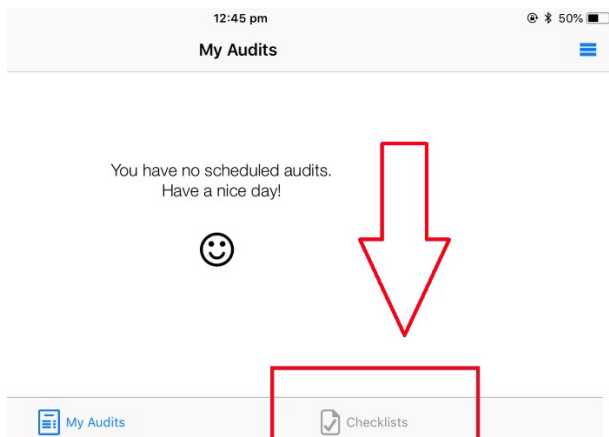 12:45 pm
50%
My Audits
You have no scheduled audits.
Have a nice day!
My Audits
Checklists